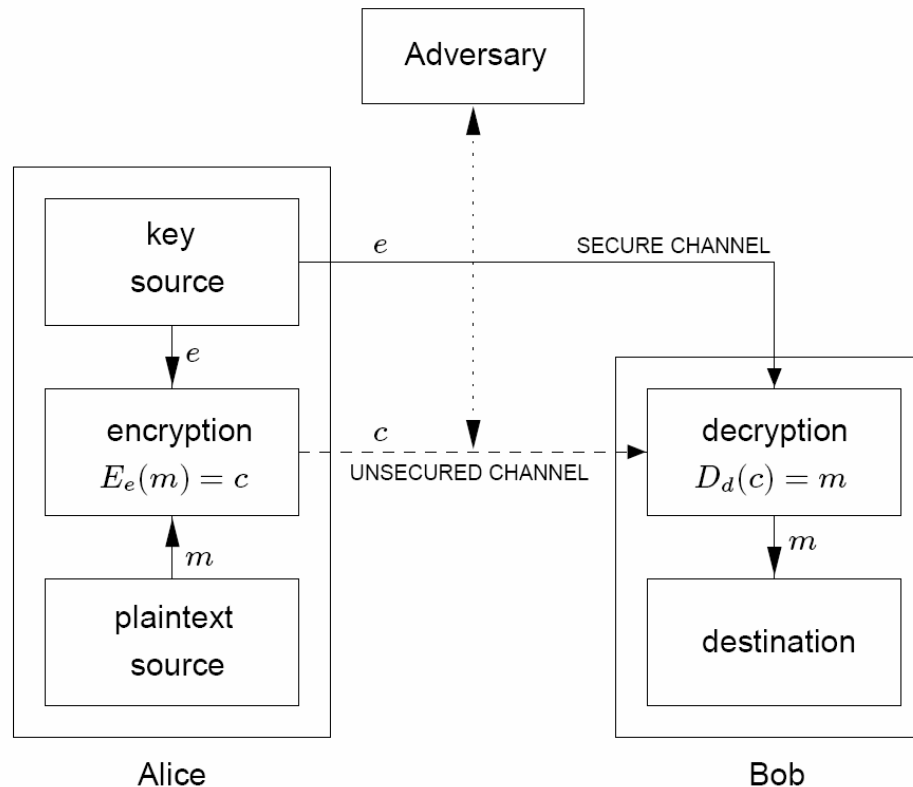 Adversary
key
source
e
SECURE CHANNEL
e
encryption
E_e(m) = c
c
UNSECURED CHANNEL
decryption
D_d(c) = m
m
plaintext
source
m
destination
Alice
Bob